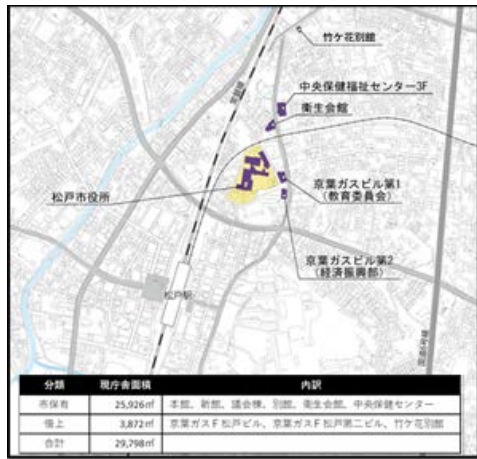 竹ケ花別館
中央保健福祉センター3F
衛生会館
松戸市役所
京葉ガスビル第1
（教育委員会）
京葉ガスビル第2
（経済振興部）
常磐線
松戸駅
分類 現庁舎面積 内訳
市保有 25,926㎡ 本館、新館、議会棟、別館、衛生会館、中央保健センター
借上 3,872㎡ 京葉ガスF松戸ビル、京葉ガスF松戸第二ビル、竹ケ花別館
合計 29,798㎡